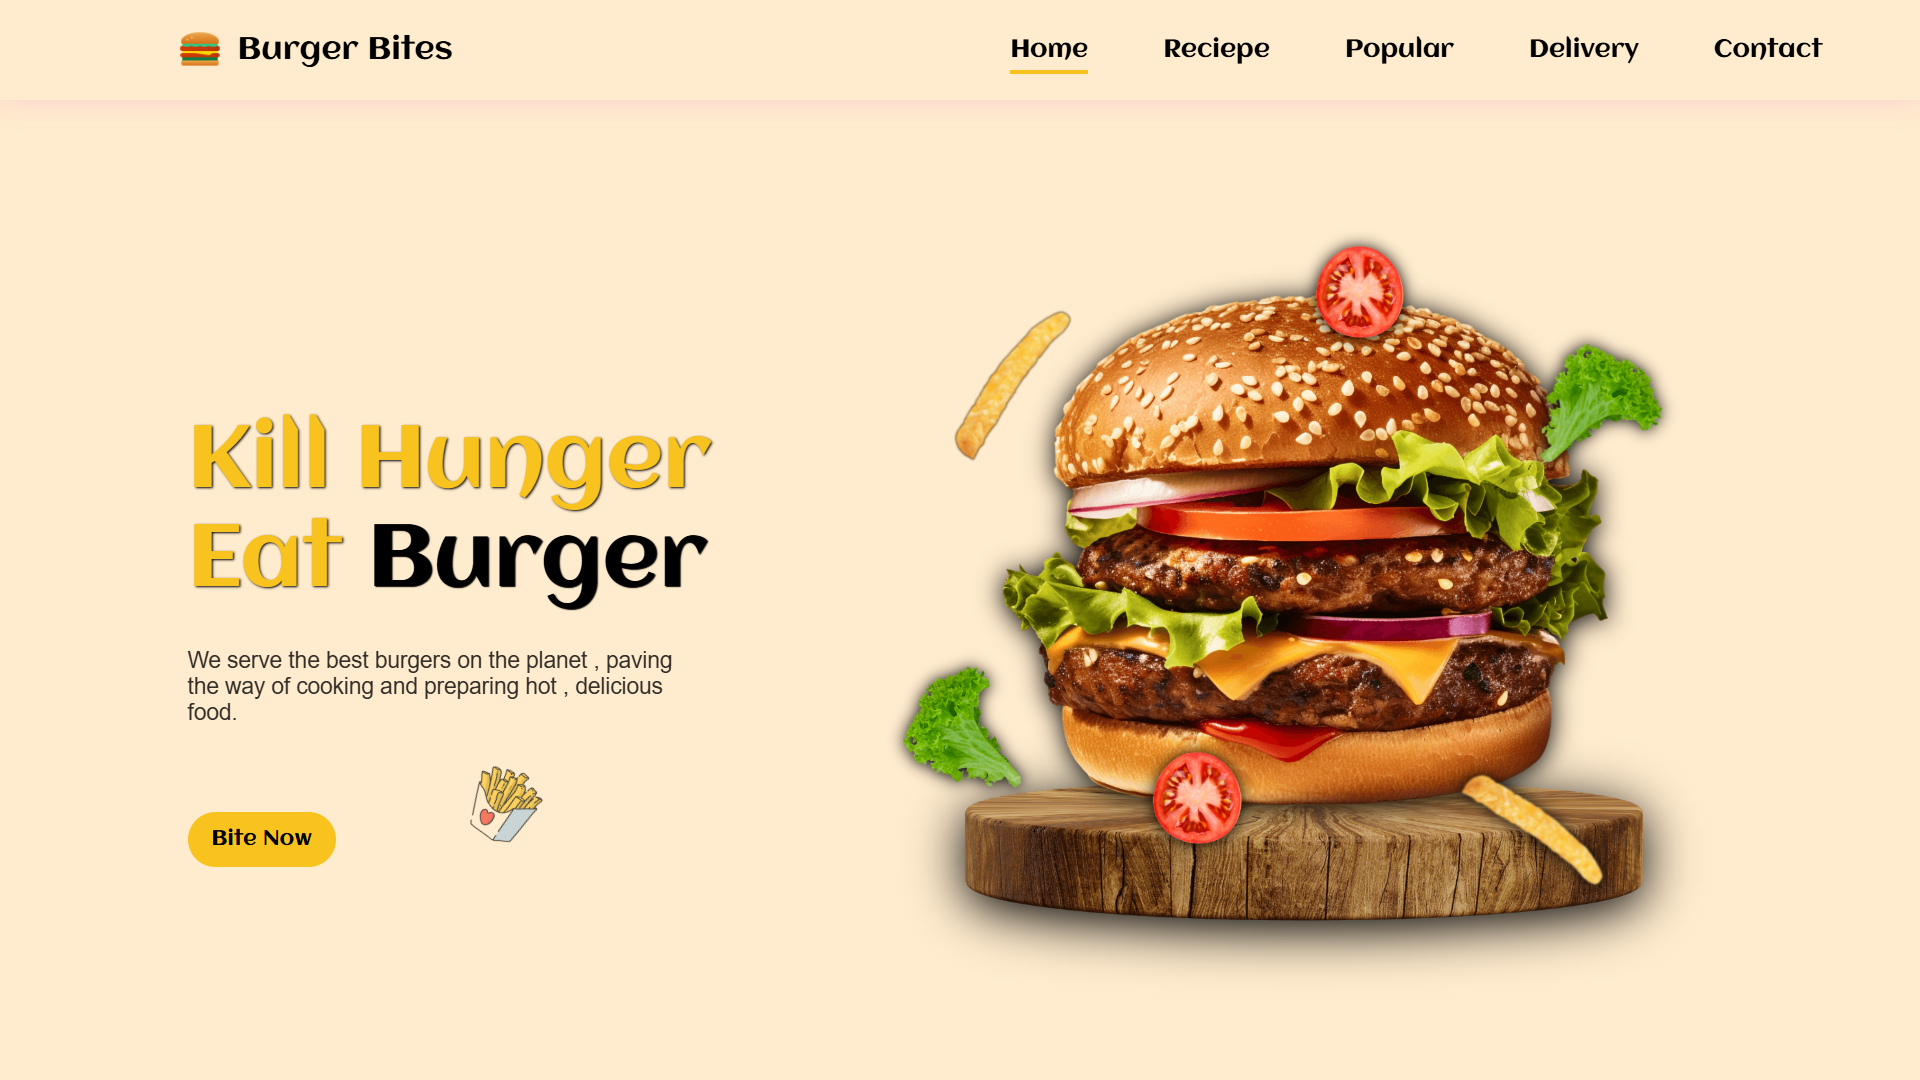 Burger Bites
Home Reciepe Popular Delivery Contact
Kill Hunger
Eat Burger
We serve the best burgers on the planet , paving
the way of cooking and preparing hot , delicious
food.
Bite Now